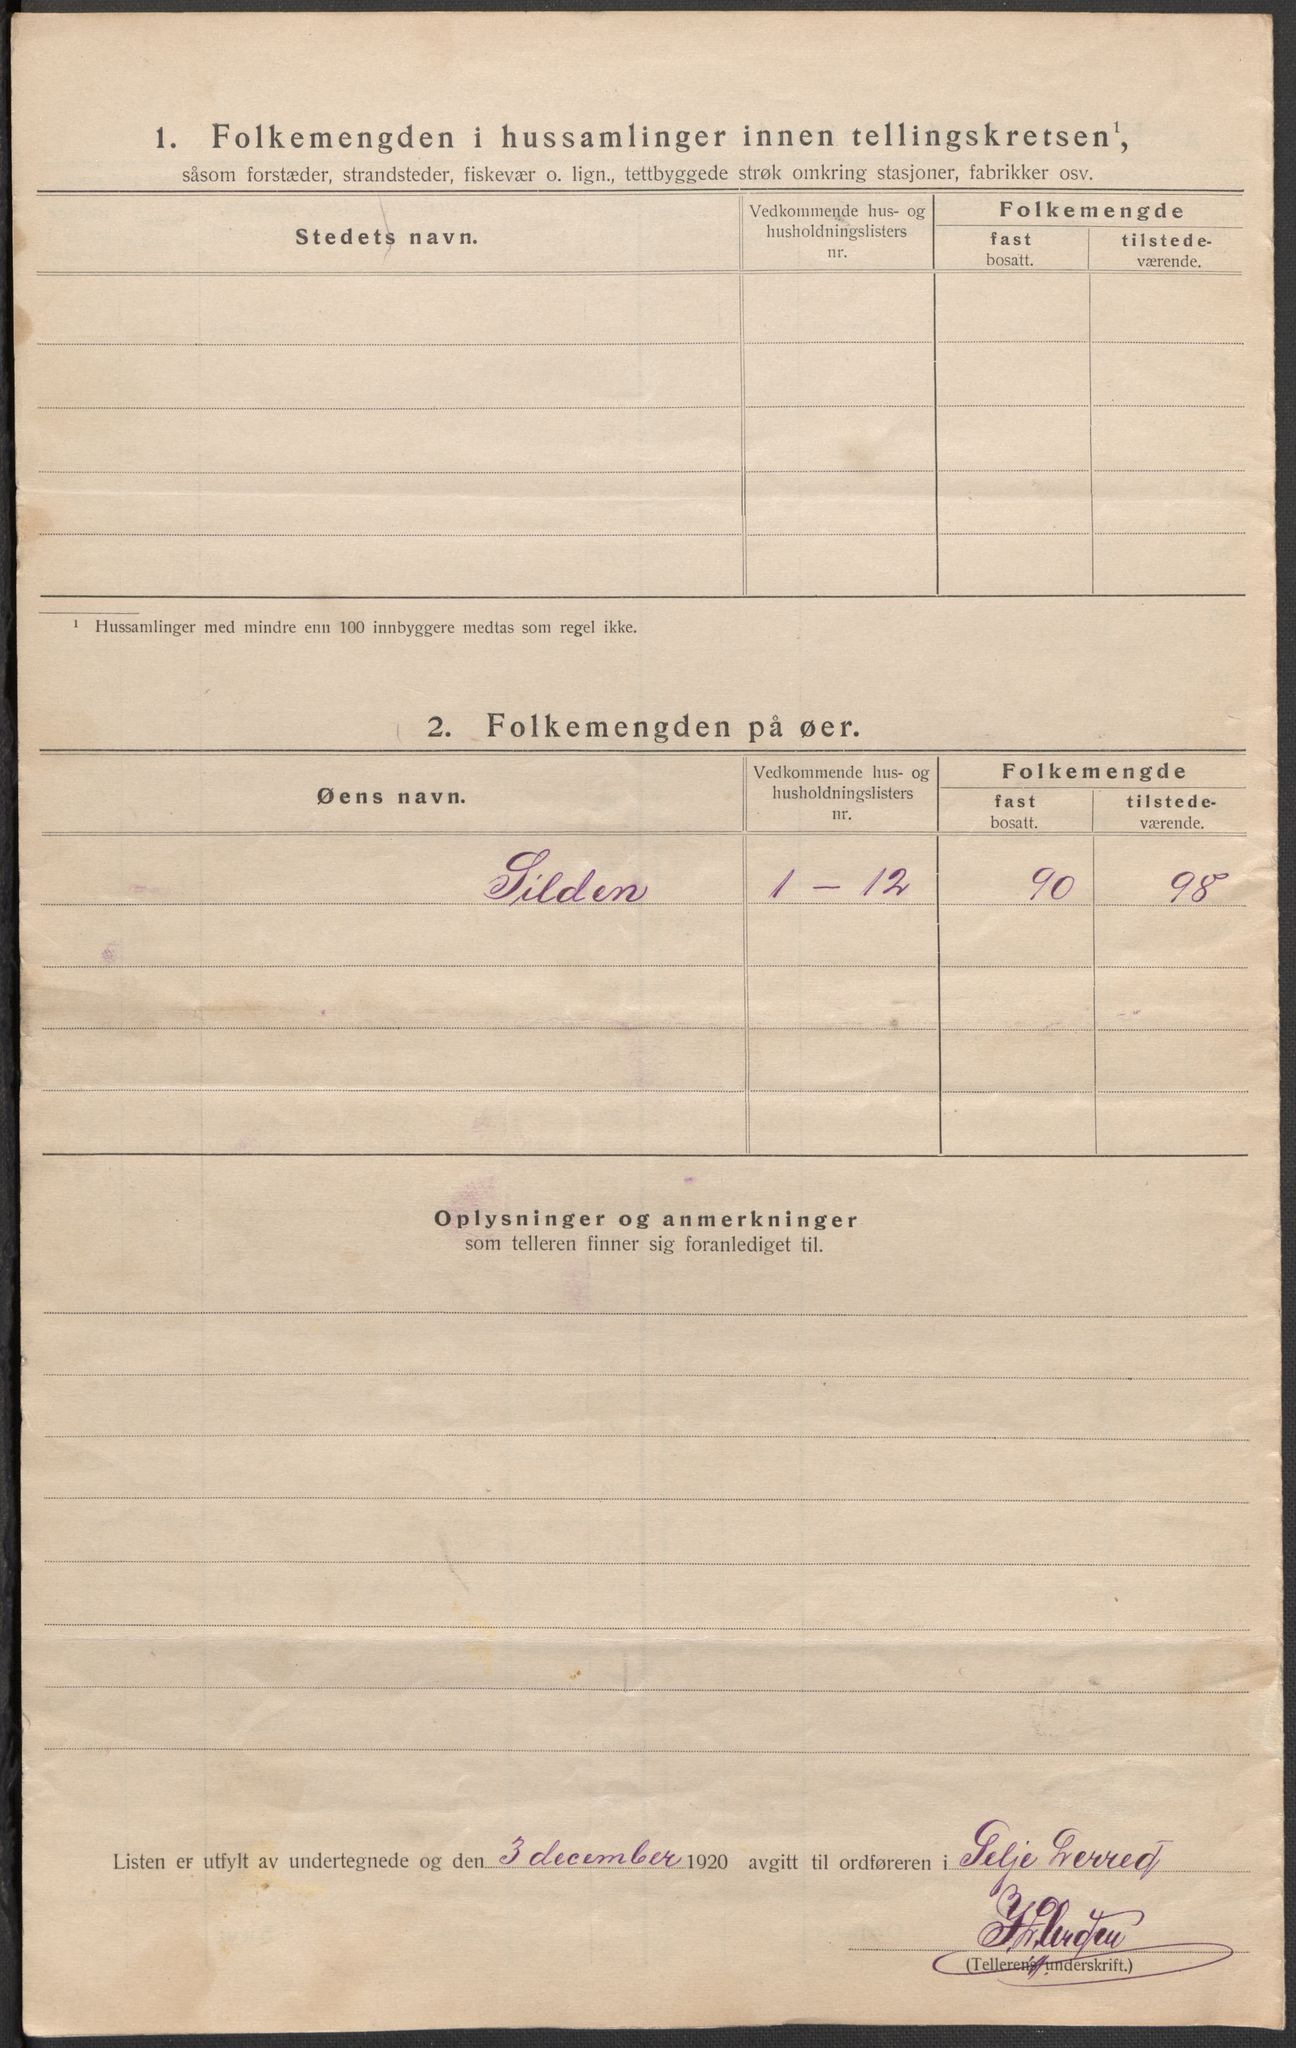 1. Folkemengden i hussamlinger innen tellingskretsen¹,
såsom forstæder, strandsteder, fiskevær o. lign., tettbyggede strøk omkring stasjoner, fabrikker osv.
Stedets navn.
Vedkommende hus- og
husholdningslisters
nr.
Folkemengde
fast
bosatt.
tilstede-
værende.
¹ Hussamlinger med mindre enn 100 innbyggere medtas som regel ikke.
2. Folkemengden på øer.
Øens navn.
Vedkommende hus- og
husholdningslisters
nr.
Folkemengde
fast
bosatt.
tilstede-
værende.
Silden 1 – 12 90 98
Oplysninger og anmerkninger
som telleren finner sig foranlediget til.
Listen er utfylt av undertegnede og den 3 december 1920 avgitt til ordføreren i Selje Herred
(Tellerens underskrift.)